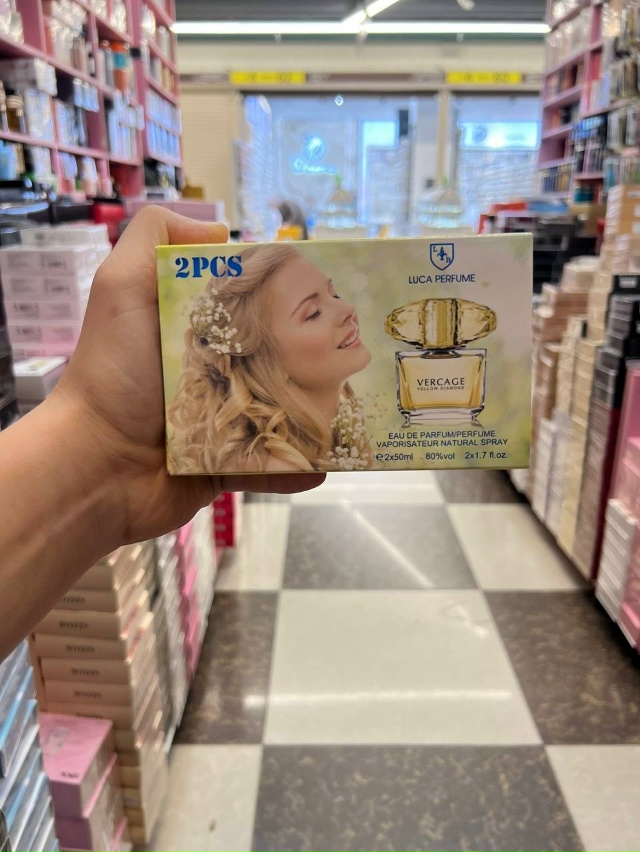 2PCS
L B
LUCA PERFUME
VERCAGE
YELLOW DIAMOND
EAU DE PARFUM/PERFUME
VAPORISATEUR NATURAL SPRAY
℮2x50ml 80%vol 2x1.7 fl.oz.